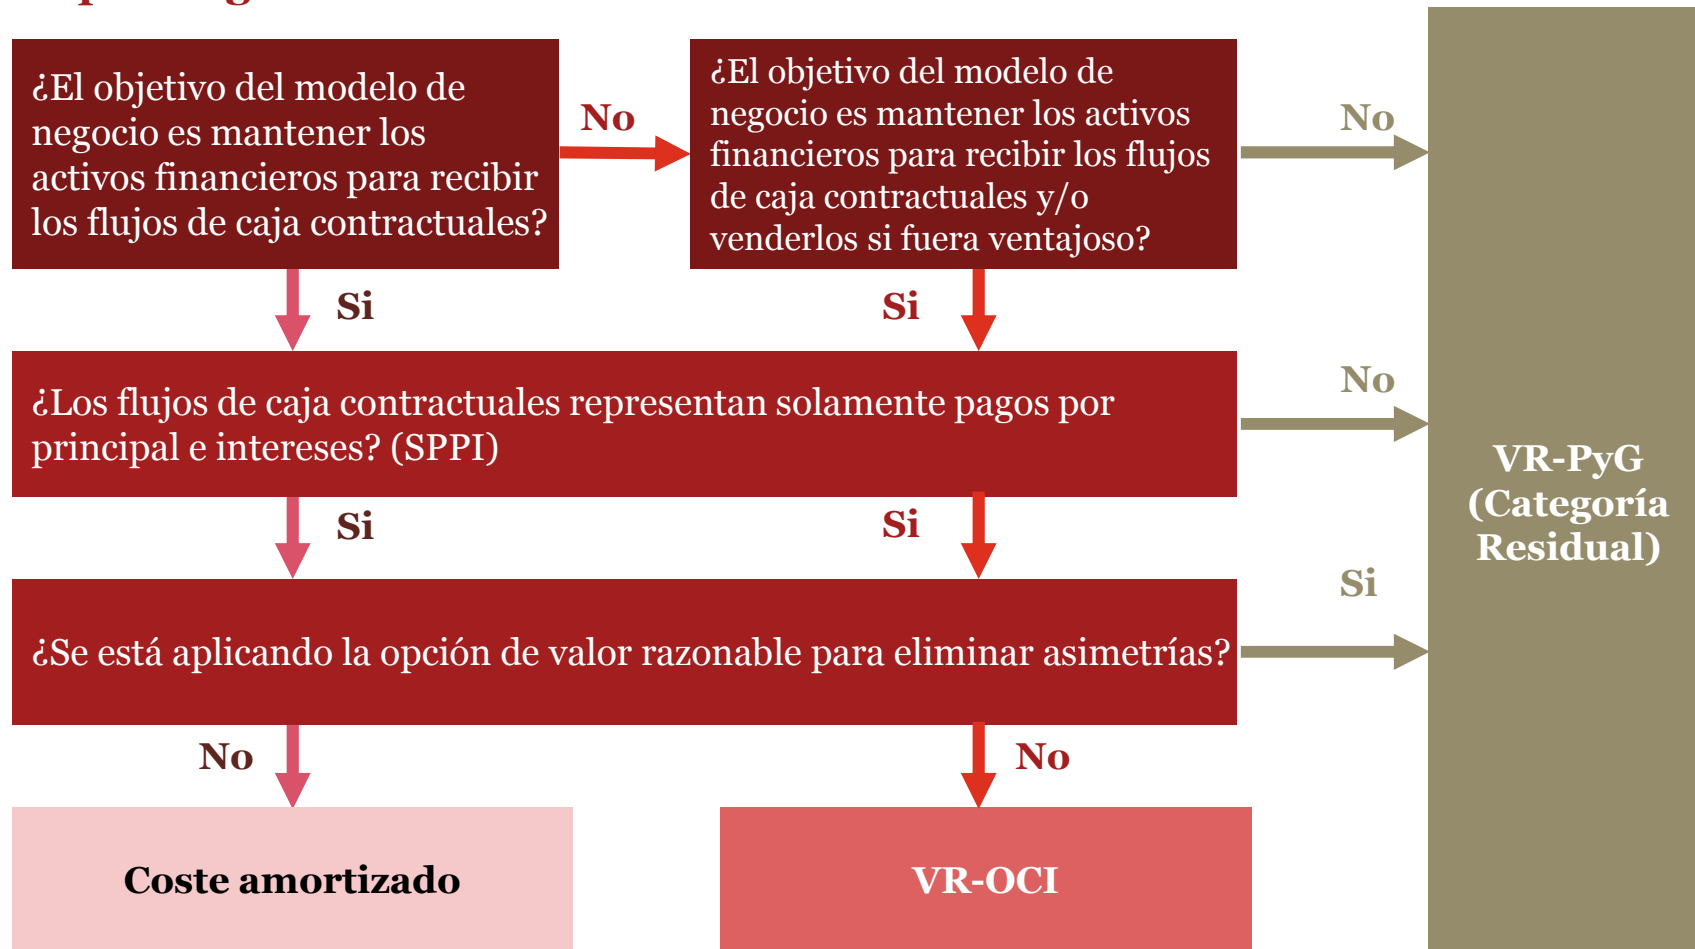 ¿El objetivo del modelo de
negocio es mantener los
activos financieros para recibir
los flujos de caja contractuales?
No
¿El objetivo del modelo de
negocio es mantener los activos
financieros para recibir los flujos
de caja contractuales y/o
venderlos si fuera ventajoso?
No
Si
Si
¿Los flujos de caja contractuales representan solamente pagos por
principal e intereses? (SPPI)
No
Si
Si
¿Se está aplicando la opción de valor razonable para eliminar asimetrías?
Si
No
No
Coste amortizado
VR-OCI
VR-PyG
(Categoría
Residual)